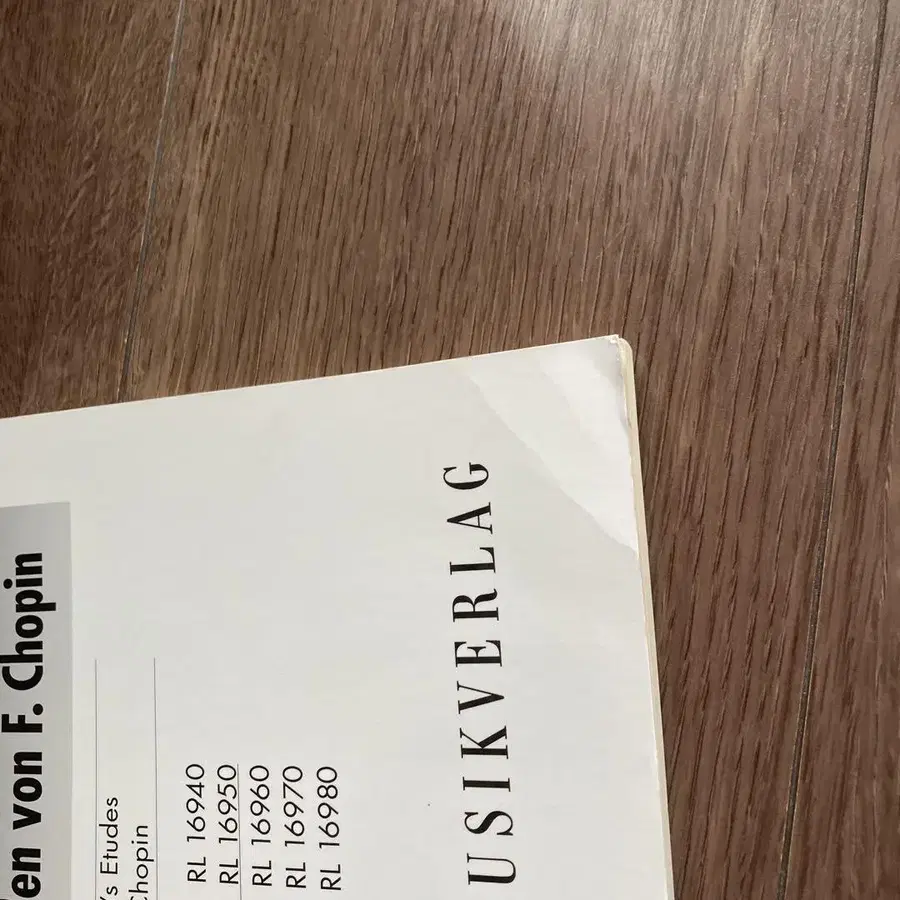 en von F. Chopin
's Etudes
Chopin
RL 16940
RL 16950
RL 16960
RL 16970
RL 16980
USIKVERLAG